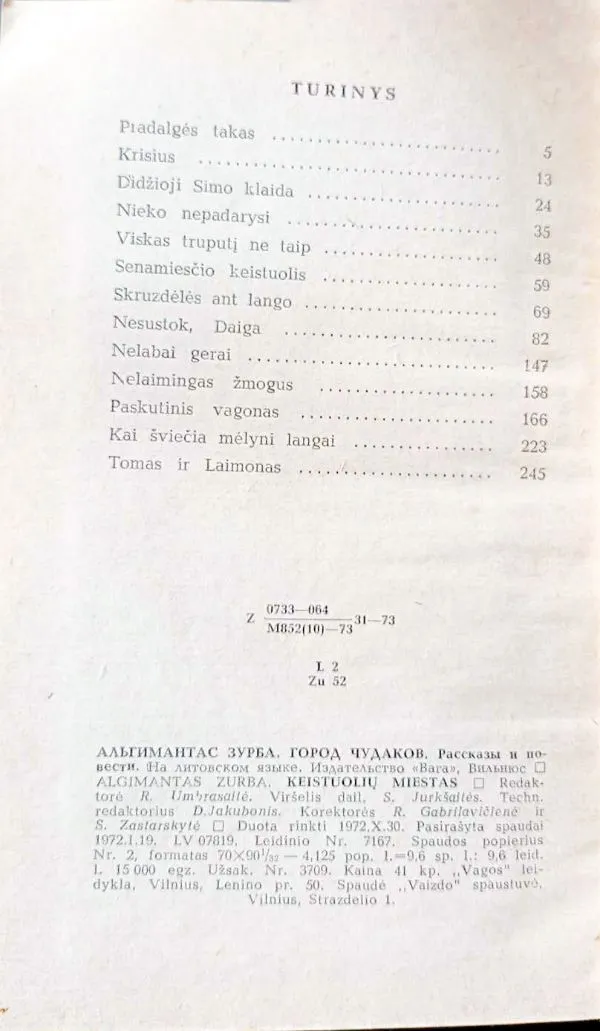 TURINYS
Pradalgės takas 5
Krisius 13
Didžioji Simo klaida 24
Nieko nepadarysi 35
Viskas truputį ne taip 48
Senamiesčio keistuolis 59
Skruzdėlės ant lango 69
Nesustok, Daiga 82
Nelabai gerai 147
Nelaimingas žmogus 158
Paskutinis vagonas 166
Kai šviečia mėlyni langai 223
Tomas ir Laimonas 245
Z 0733—064 / M852(10)—73 31—73
L 2
Zu 52
АЛЬГИМАНТАС ЗУРБА. ГОРОД ЧУДАКОВ. Рассказы и по-
вести. На литовском языке. Издательство «Вага», Вильнюс □
ALGIMANTAS ZURBA. KEISTUOLIŲ MIESTAS □ Redak-
torė R. Umbrasaitė. Viršelis dail. S. Jurkšaitės. Techn.
redaktorius D. Jakubonis. Korektorės R. Gabrilavičienė ir
S. Zastarskytė □ Duota rinkti 1972.X.30. Pasirašyta spaudai
1972.I.19. LV 07819. Leidinio Nr. 7167. Spaudos popierius
Nr. 2, formatas 70×90¹/₃₂ — 4,125 pop. l.=9,6 sp. l.; 9,6 leid.
l. 15 000 egz. Užsak. Nr. 3709. Kaina 41 kp. „Vagos" lei-
dykla, Vilnius, Lenino pr. 50. Spaudė „Vaizdo" spaustuvė,
Vilnius, Strazdelio 1.